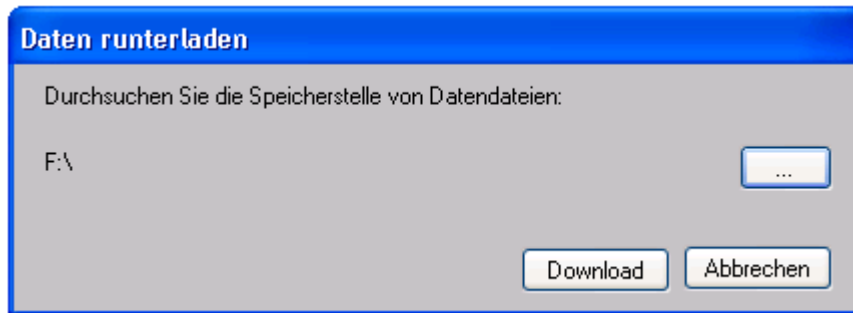 Daten runterladen
Durchsuchen Sie die Speicherstelle von Datendateien:
F:\
...
Download Abbrechen